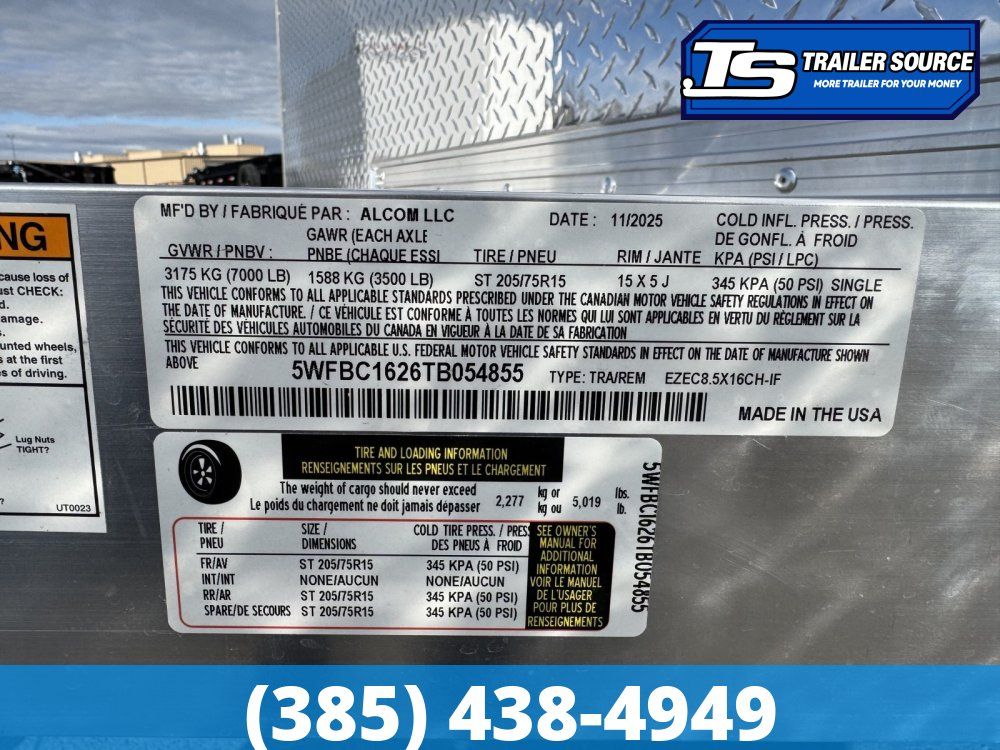 TS TRAILER SOURCE
MORE TRAILER FOR YOUR MONEY
NG
cause loss of
ust CHECK:
d.
amage.
s.
unted wheels,
s at the first
es of driving.
Lug Nuts
TIGHT?
?
UT0023
MF'D BY / FABRIQUÉ PAR : ALCOM LLC DATE : 11/2025 COLD INFL. PRESS. / PRESS.
GAWR (EACH AXLE DE GONFL. À FROID
GVWR / PNBV : PNBE (CHAQUE ESSI TIRE / PNEU RIM / JANTE KPA (PSI / LPC)
3175 KG (7000 LB) 1588 KG (3500 LB) ST 205/75R15 15 X 5 J 345 KPA (50 PSI) SINGLE
THIS VEHICLE CONFORMS TO ALL APPLICABLE STANDARDS PRESCRIBED UNDER THE CANADIAN MOTOR VEHICLE SAFETY REGULATIONS IN EFFECT ON
THE DATE OF MANUFACTURE. / CE VÉHICULE EST CONFORME À TOUTES LES NORMES QUI LUI SONT APPLICABLES EN VERTU DU RÈGLEMENT SUR LA
SÉCURITÉ DES VÉHICULES AUTOMOBILES DU CANADA EN VIGUEUR À LA DATE DE SA FABRICATION
THIS VEHICLE CONFORMS TO ALL APPLICABLE U.S. FEDERAL MOTOR VEHICLE SAFETY STANDARDS IN EFFECT ON THE DATE OF MANUFACTURE SHOWN
ABOVE
5WFBC1626TB054855 TYPE: TRA/REM EZEC8.5X16CH-IF
MADE IN THE USA
TIRE AND LOADING INFORMATION
RENSEIGNEMENTS SUR LES PNEUS ET LE CHARGEMENT
The weight of cargo should never exceed 2,277 kg or 5,019 lbs.
Le poids du chargement ne doit jamais dépasser kg ou lb.
TIRE / SIZE / COLD TIRE PRESS. / PRES
PNEU DIMENSIONS DES PNEUS À FROID
FR/AV ST 205/75R15 345 KPA (50 PSI)
INT/INT NONE/AUCUN NONE/AUCUN
RR/AR ST 205/75R15 345 KPA (50 PSI)
SPARE/DE SECOURS ST 205/75R15 345 KPA (50 PSI)
SEE OWNER'S
MANUAL FOR
ADDITIONAL
INFORMATION
VOIR LE MANUEL
DE L'USAGER
POUR PLUS DE
RENSEIGNEMENTS
5WFBC1626TB054855
(385) 438-4949